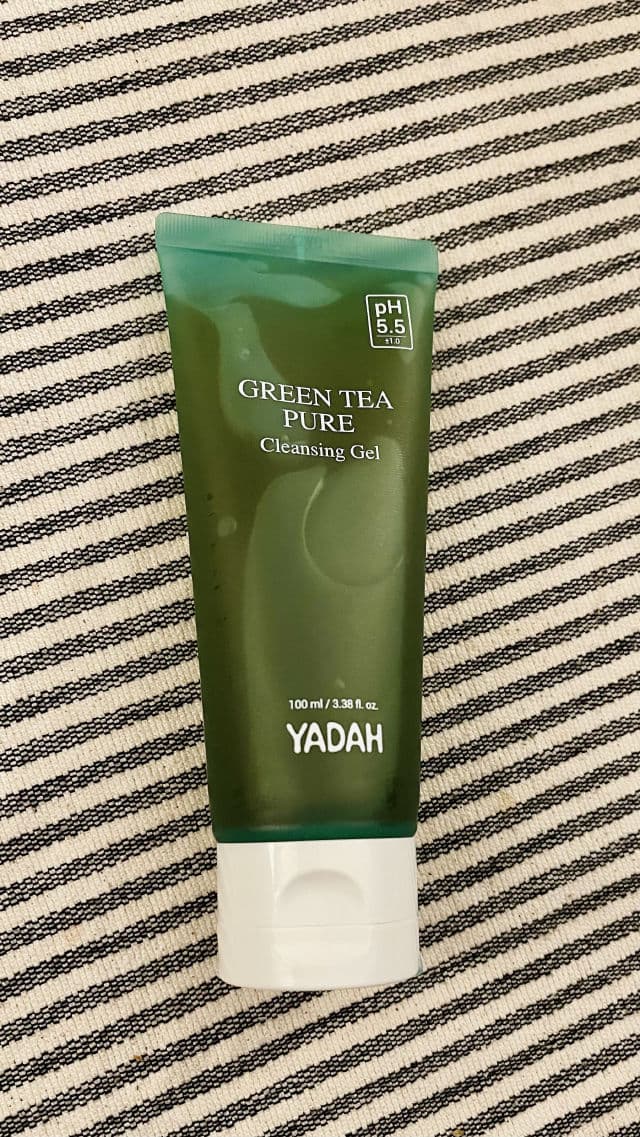 pH
5.5
±1.0
GREEN TEA
PURE
Cleansing Gel
100 ml / 3.38 fl. oz.
YADAH